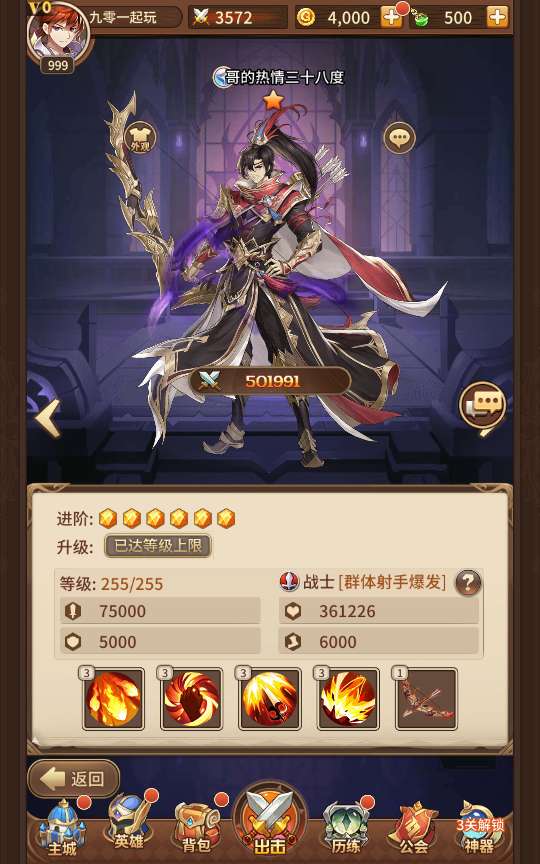 V0
九零一起玩
3572
4,000
500
999
哥的热情三十八度
外观
501991
进阶:
升级:
已达等级上限
等级: 255/255
战士 [群体射手爆发]
?
75000
361226
5000
6000
3
3
3
3
1
返回
主城
英雄
背包
出击
历练
公会
3关解锁
神器